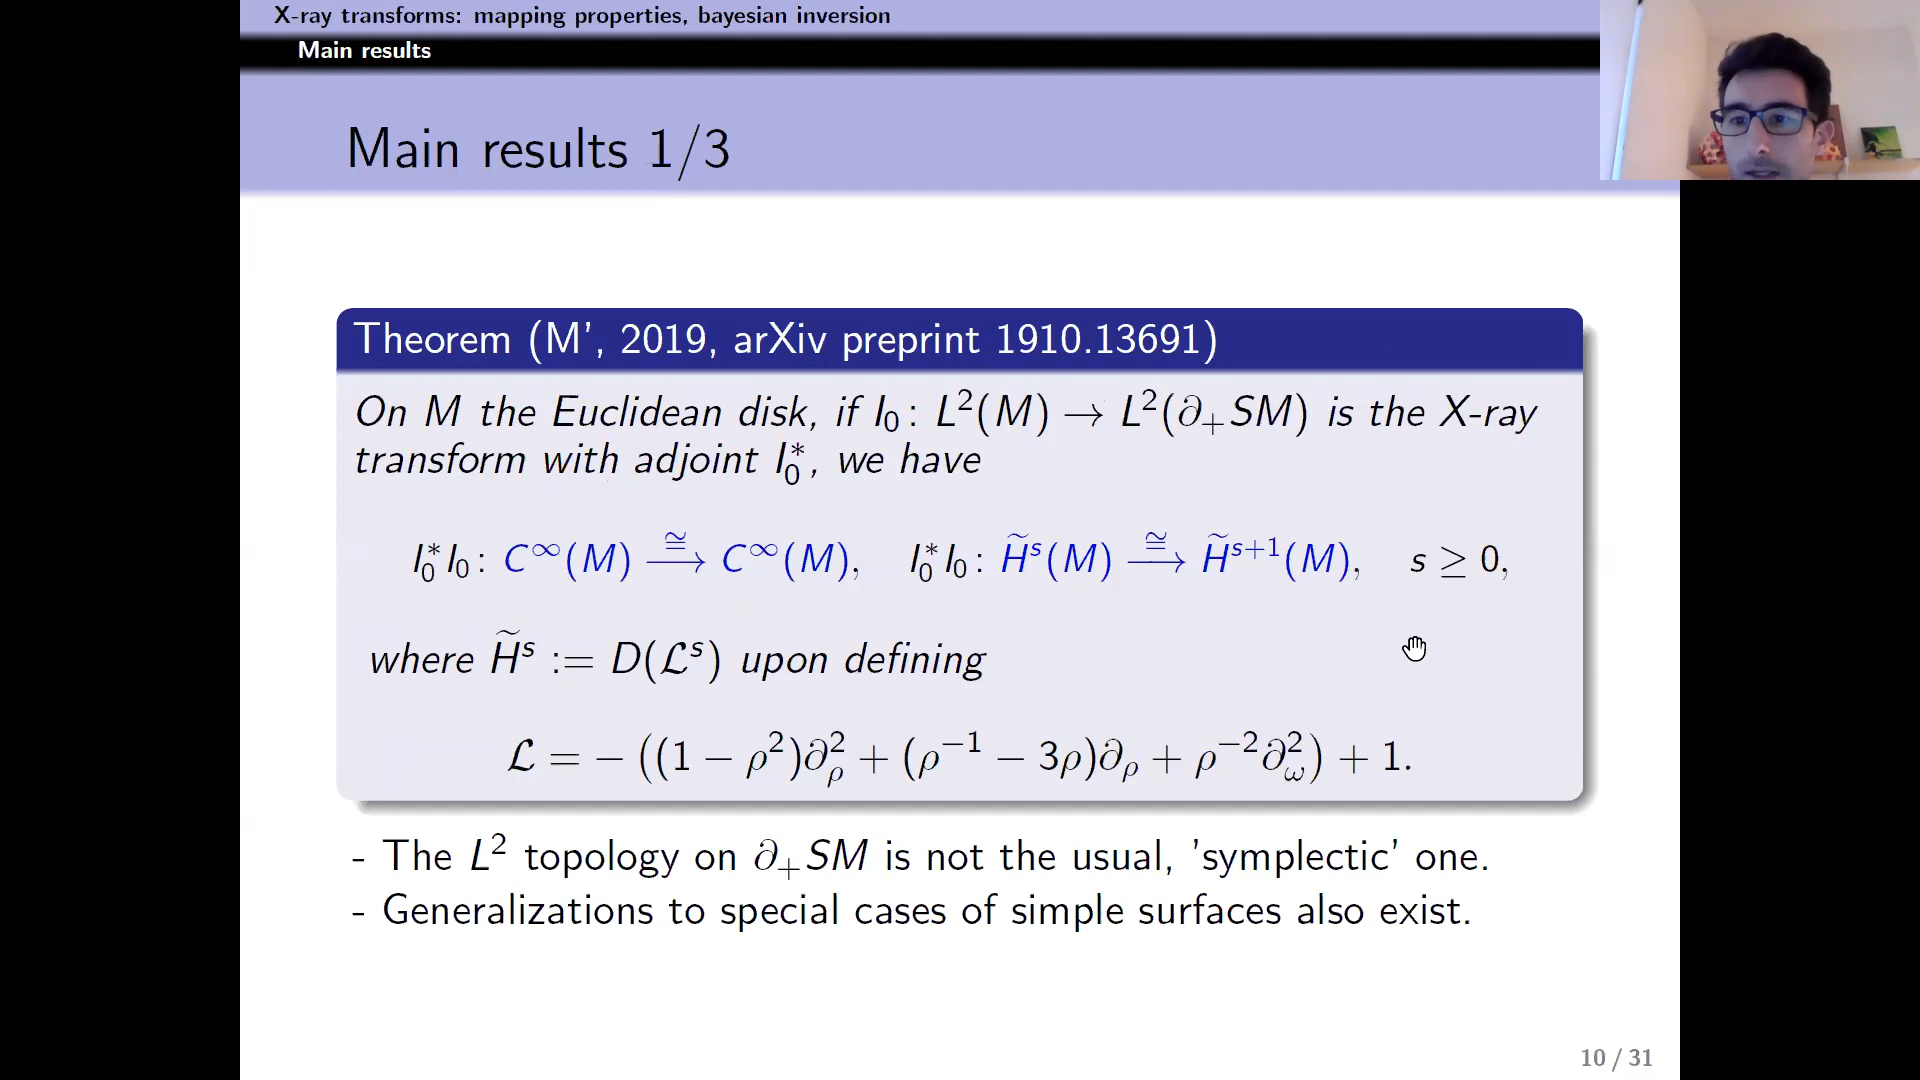 X-ray transforms: mapping properties, bayesian inversion
Main results
Main results 1/3
Theorem (M', 2019, arXiv preprint 1910.13691)
On M the Euclidean disk, if I₀: L²(M) → L²(∂₊SM) is the X-ray
transform with adjoint I₀*, we have
I₀*I₀: C^∞(M) ≅⟶ C^∞(M), I₀*I₀: H̃ˢ(M) ≅⟶ H̃ˢ⁺¹(M), s ≥ 0,
where H̃ˢ := D(ℒˢ) upon defining
ℒ = −((1 − ρ²)∂ρ² + (ρ⁻¹ − 3ρ)∂ρ + ρ⁻²∂ω²) + 1.
- The L² topology on ∂₊SM is not the usual, 'symplectic' one.
- Generalizations to special cases of simple surfaces also exist.
10 / 31